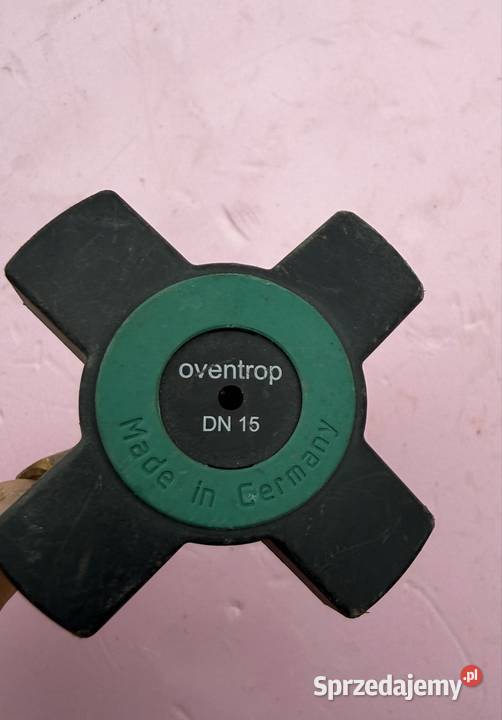 oventrop
DN 15
Made in Germany
Sprzedajemy.pl